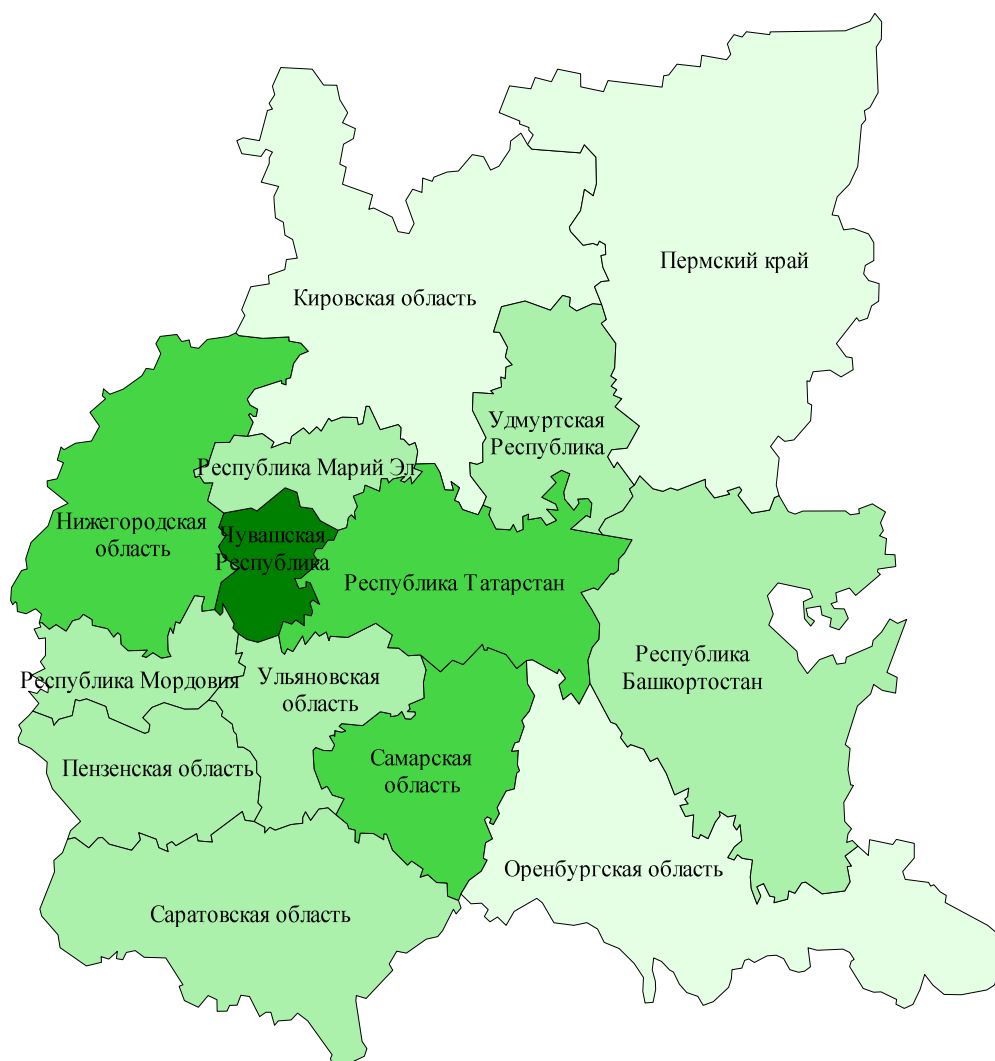 Пермский край
Кировская область
Удмуртская
Республика
Республика Марий Эл
Нижегородская
область
Чувашская
Республика
Республика Татарстан
Республика
Башкортостан
Республика Мордовия
Ульяновская
область
Пензенская область
Самарская
область
Оренбургская область
Саратовская область